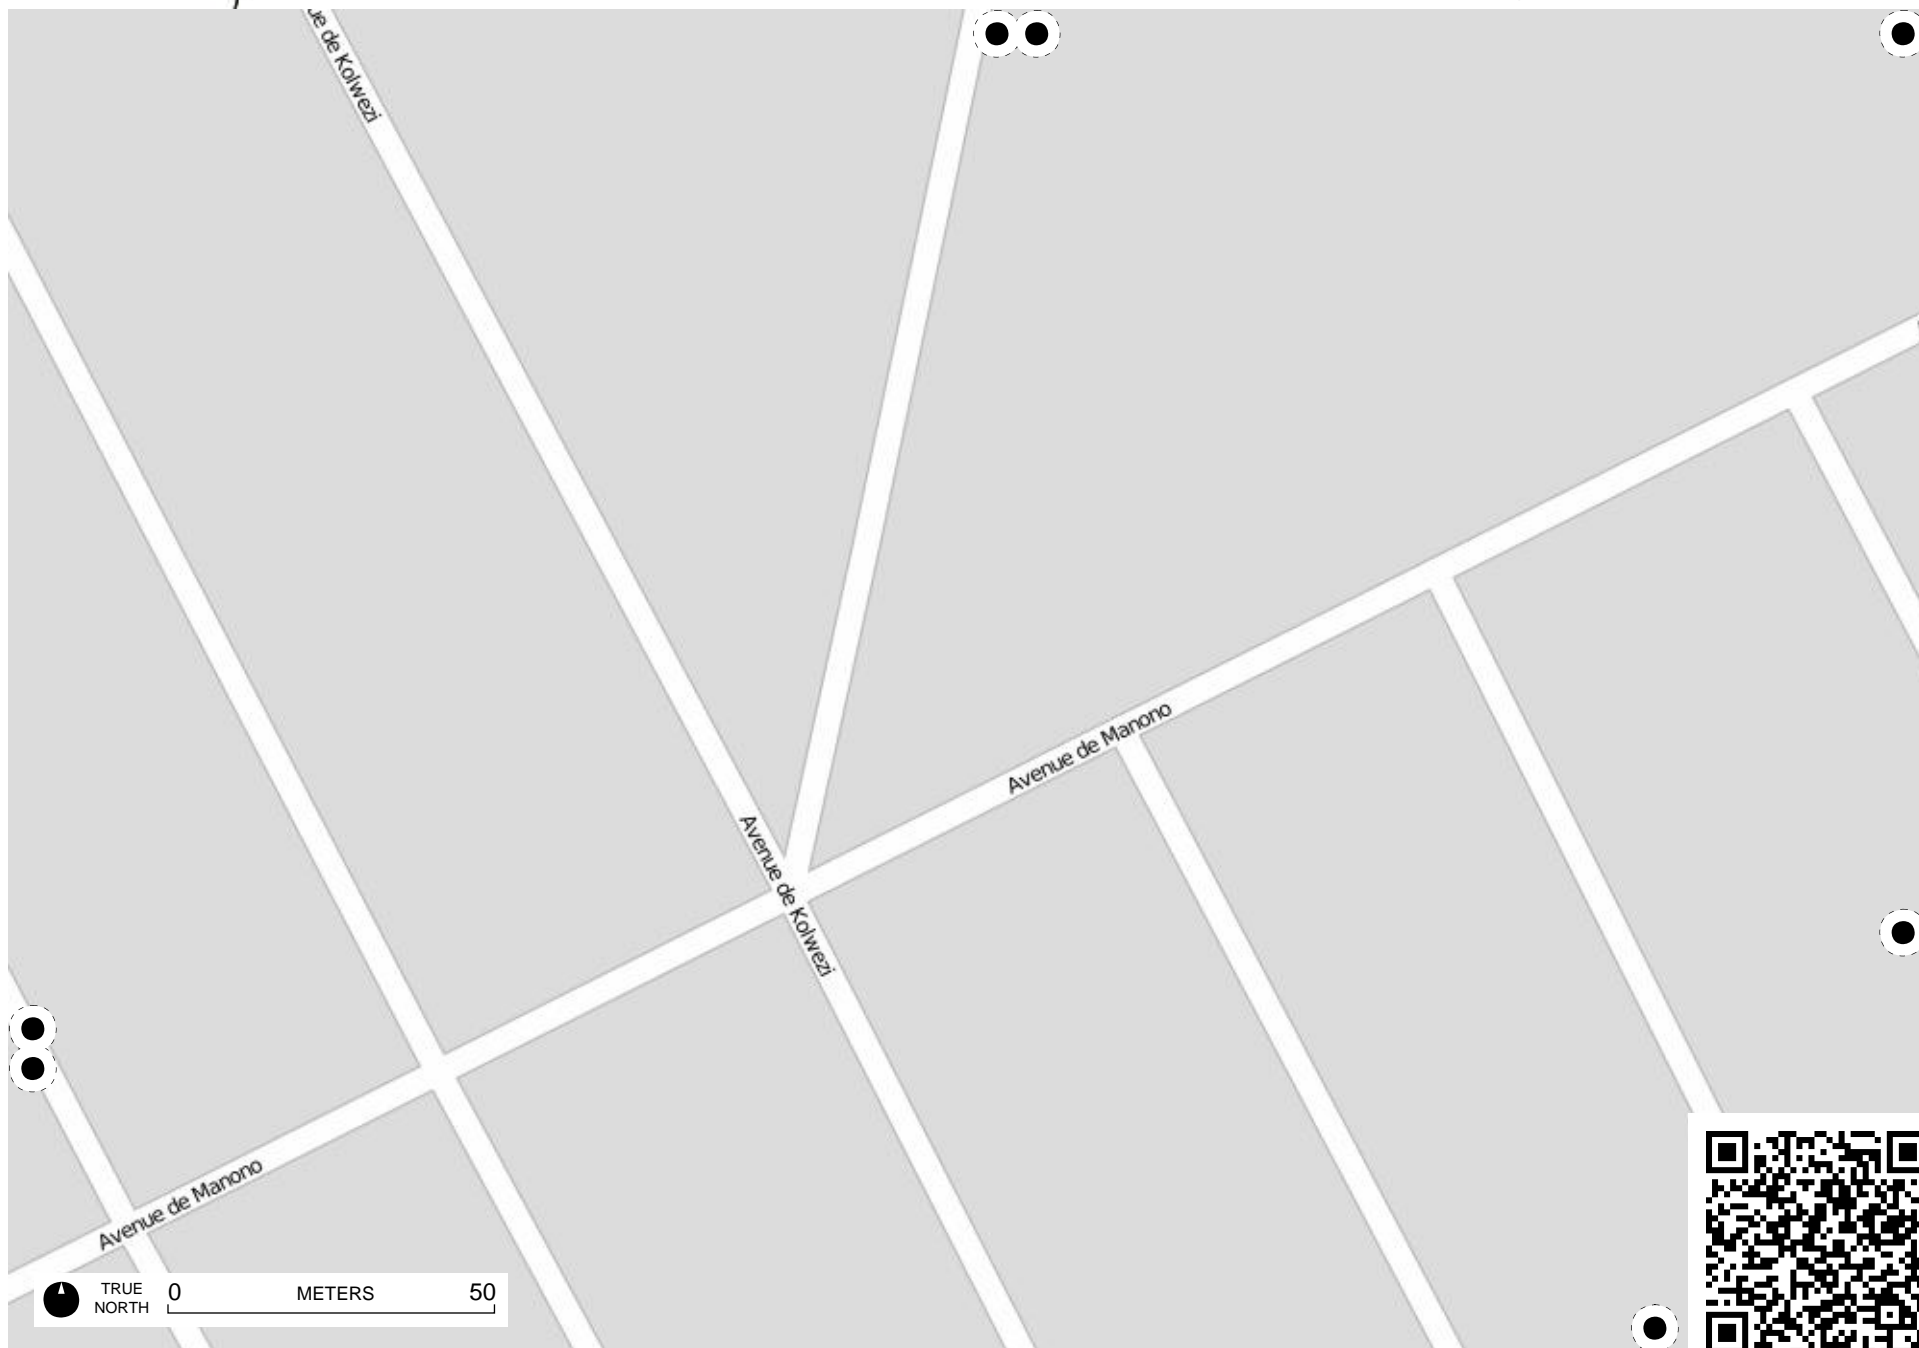 de Kolwezi
Avenue de Manono
Avenue de Kolwezi
Avenue de Manono
TRUE
NORTH
0 METERS 50